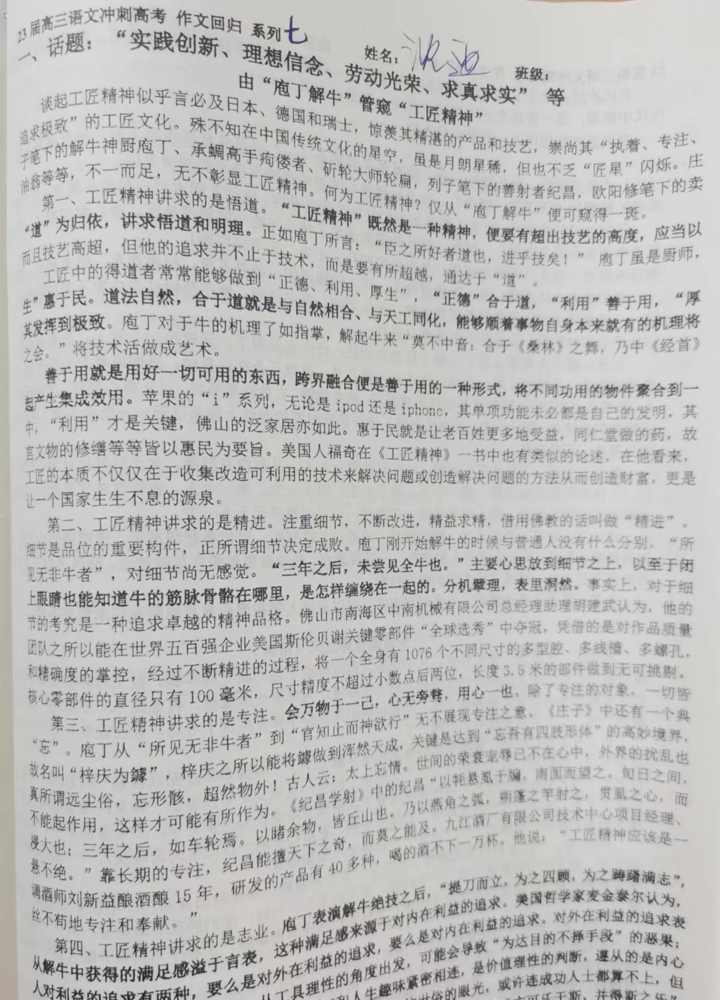 23届高三语文冲刺高考 作文回归 系列七
姓名： 班级：
一、话题：“实践创新、理想信念、劳动光荣、求真求实”等
由“庖丁解牛”管窥“工匠精神”
谈起工匠精神似乎言必及日本、德国和瑞士，惊羡其精湛的产品和技艺，崇尚其“执着、专注、
追求极致”的工匠文化。殊不知在中国传统文化的星空，虽是月朗星稀，但也不乏“匠星”闪烁。庄
子笔下的解牛神厨庖丁、承蜩高手痀偻者、斫轮大师轮扁，列子笔下的善射者纪昌，欧阳修笔下的卖
油翁等等，不一而足，无不彰显工匠精神。何为工匠精神？仅从“庖丁解牛”便可窥得一斑。
第一、工匠精神讲求的是悟道。“工匠精神”既然是一种精神，便要有超出技艺的高度，应当以
“道”为归依，讲求悟道和明理。正如庖丁所言：“臣之所好者道也，进乎技矣！”庖丁虽是厨师，
而且技艺高超，但他的追求并不止于技术，而是要有所超越，通达于“道”。
工匠中的得道者常常能够做到“正德、利用、厚生”，“正德”合于道，“利用”善于用，“厚
生”惠于民。道法自然，合于道就是与自然相合、与天工同化，能够顺着事物自身本来就有的机理将
其发挥到极致。庖丁对于牛的机理了如指掌，解起牛来“莫不中音：合于《桑林》之舞，乃中《经首》
之会。”将技术活做成艺术。
善于用就是用好一切可用的东西，跨界融合便是善于用的一种形式，将不同功用的物件聚合到一
起产生集成效用。苹果的“i”系列，无论是ipod还是iphone，其单项功能未必都是自己的发明，其
中，“利用”才是关键，佛山的泛家居亦如此。惠于民就是让老百姓更多地受益，同仁堂做的药，故
宫文物的修缮等等皆以惠民为要旨。美国人福奇在《工匠精神》一书中也有类似的论述，在他看来，
工匠的本质不仅仅在于收集改造可利用的技术来解决问题或创造解决问题的方法从而创造财富，更是
让一个国家生生不息的源泉。
第二、工匠精神讲求的是精进。注重细节，不断改进，精益求精，借用佛教的话叫做“精进”。
细节是品位的重要构件，正所谓细节决定成败。庖丁刚开始解牛的时候与普通人没有什么分别，“所
见无非牛者”，对细节尚无感觉。“三年之后，未尝见全牛也。”主要心思放到细节之上，以至于闭
上眼睛也能知道牛的筋脉骨骼在哪里，是怎样缠绕在一起的。分机擘理，表里洞然。事实上，对于细
节的考究是一种追求卓越的精神品格。佛山市南海区中南机械有限公司总经理助理胡建武认为，他的
团队之所以能在世界五百强企业美国斯伦贝谢关键零部件“全球选秀”中夺冠，凭借的是对作品质量
和精确度的掌控，经过不断精进的过程，将一个全身有1076个不同尺寸的多型腔、多线槽、多螺孔，
核心零部件的直径只有100毫米，尺寸精度不超过小数点后两位，长度3.5米的部件做到无可挑剔。
第三、工匠精神讲求的是专注。会万物于一己，心无旁骛，用心一也。除了专注的对象，一切皆
“忘”。庖丁从“所见无非牛者”到“官知止而神欲行”无不展现专注之意。《庄子》中还有一个典
故名叫“梓庆为鐻”，梓庆之所以能将鐻做到浑然天成，关键是达到“忘吾有四肢形体”的高妙境界，
真所谓远尘俗，忘形骸，超然物外！古人云：太上忘情。世间的荣衰宠辱已不在心中，外界的扰乱也
不能起作用，这样才可能有所作为。《纪昌学射》中的纪昌“以牦悬虱于牖，南面而望之。旬日之间，
浸大也；三年之后，如车轮焉。以睹余物，皆丘山也。乃以燕角之弧，朔蓬之竿射之，贯虱之心，而
悬不绝。”靠长期的专注，纪昌能擅天下之奇，而莫之能及。九江酒厂有限公司技术中心项目经理、
调酒师刘新益酿酒酿15年，研发的产品有40多种，喝的酒不下一万杯。他说：“工匠精神应该是一
丝不苟地专注和奉献。”
第四、工匠精神讲求的是志业。庖丁表演解牛绝技之后，“提刀而立，为之四顾，为之踌躇满志”，
从解牛中获得的满足感溢于言表，这种满足感来源于对内在利益的追求。美国哲学家麦金泰尔认为，
人对利益的追求有两种，要么是对外在利益的追求，要么是对内在利益的追求。对外在利益的追求表
从工具理性的角度出发，可能会导致“为达目的不择手段”的恶果；
人生趣味紧密相连，是价值理性的判断，遵从的是内心
世俗的眼光，或许连成功人士都算不上，但
可乐于斯，并得斯之乐”